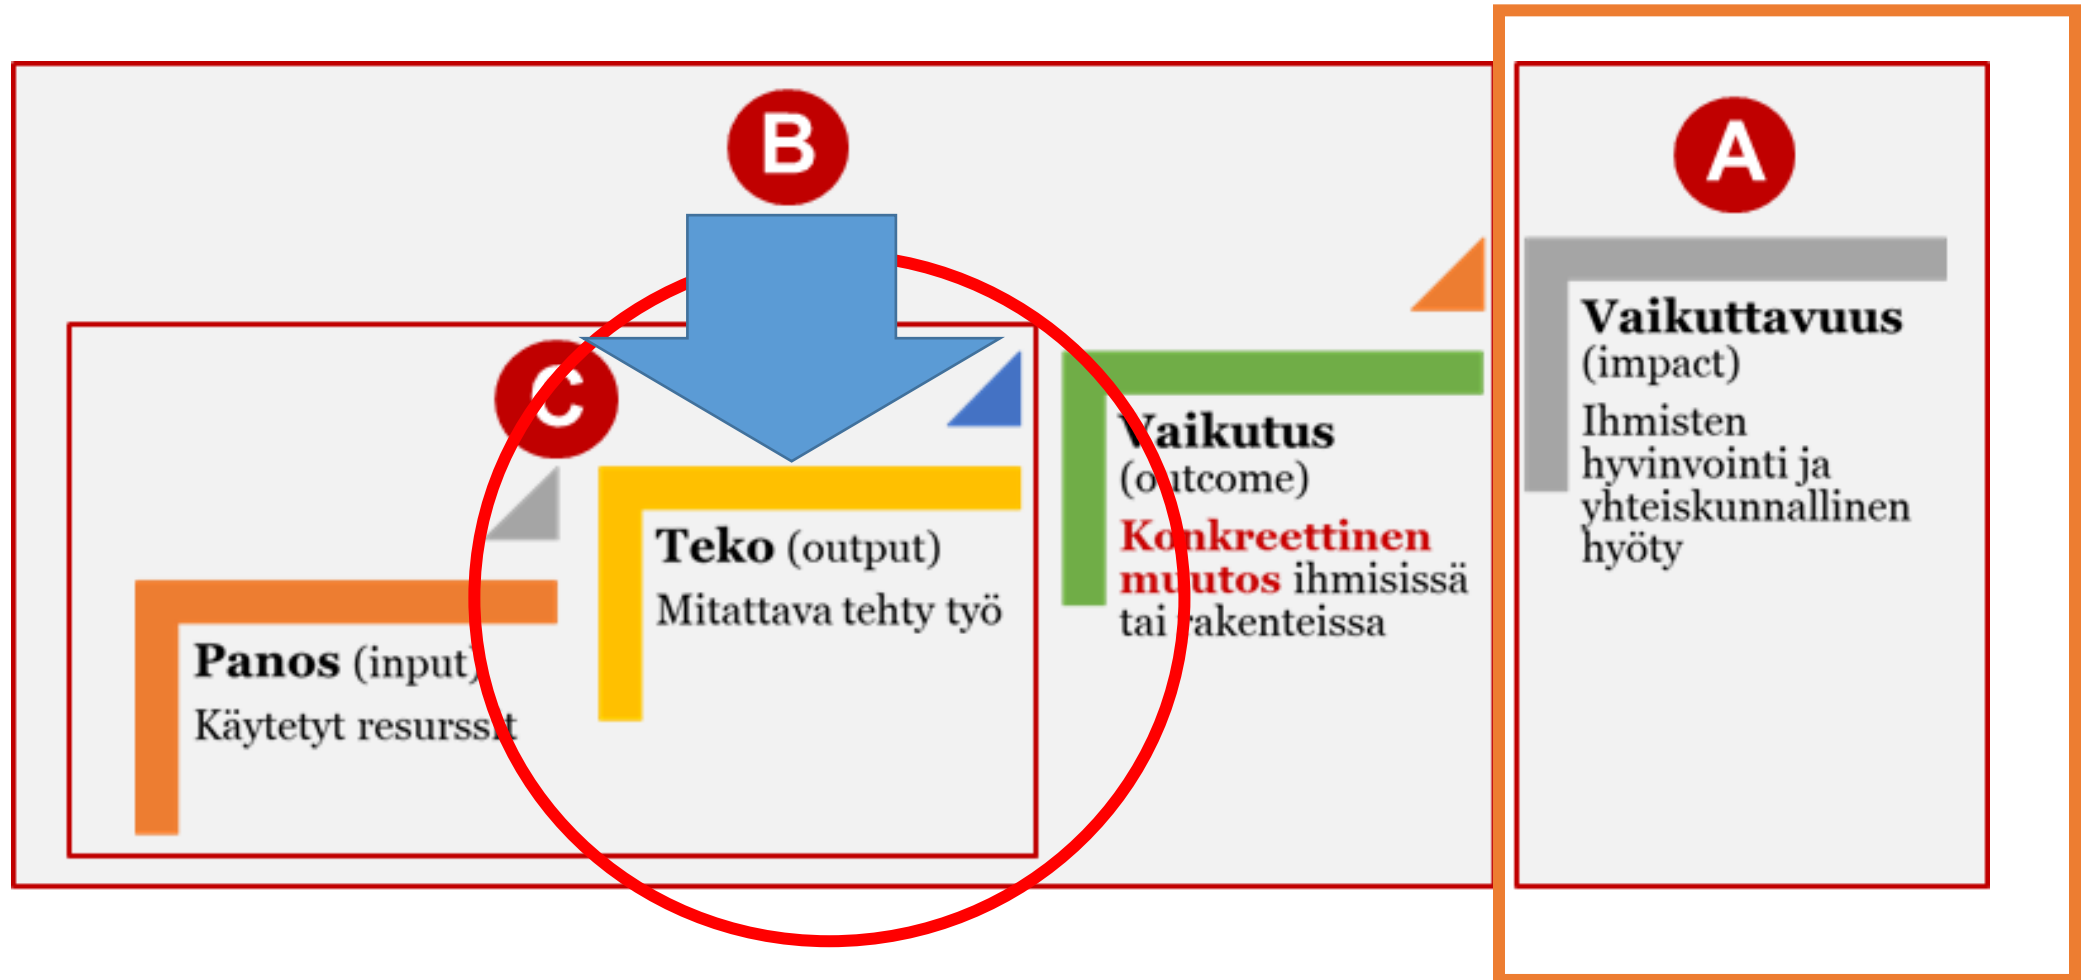 B
A
C
Panos (input)
Käytetyt resurssit
Teko (output)
Mitattava tehty työ
Vaikutus
(outcome)
Konkreettinen
muutos ihmisissä
tai rakenteissa
Vaikuttavuus
(impact)
Ihmisten
hyvinvointi ja
yhteiskunnallinen
hyöty